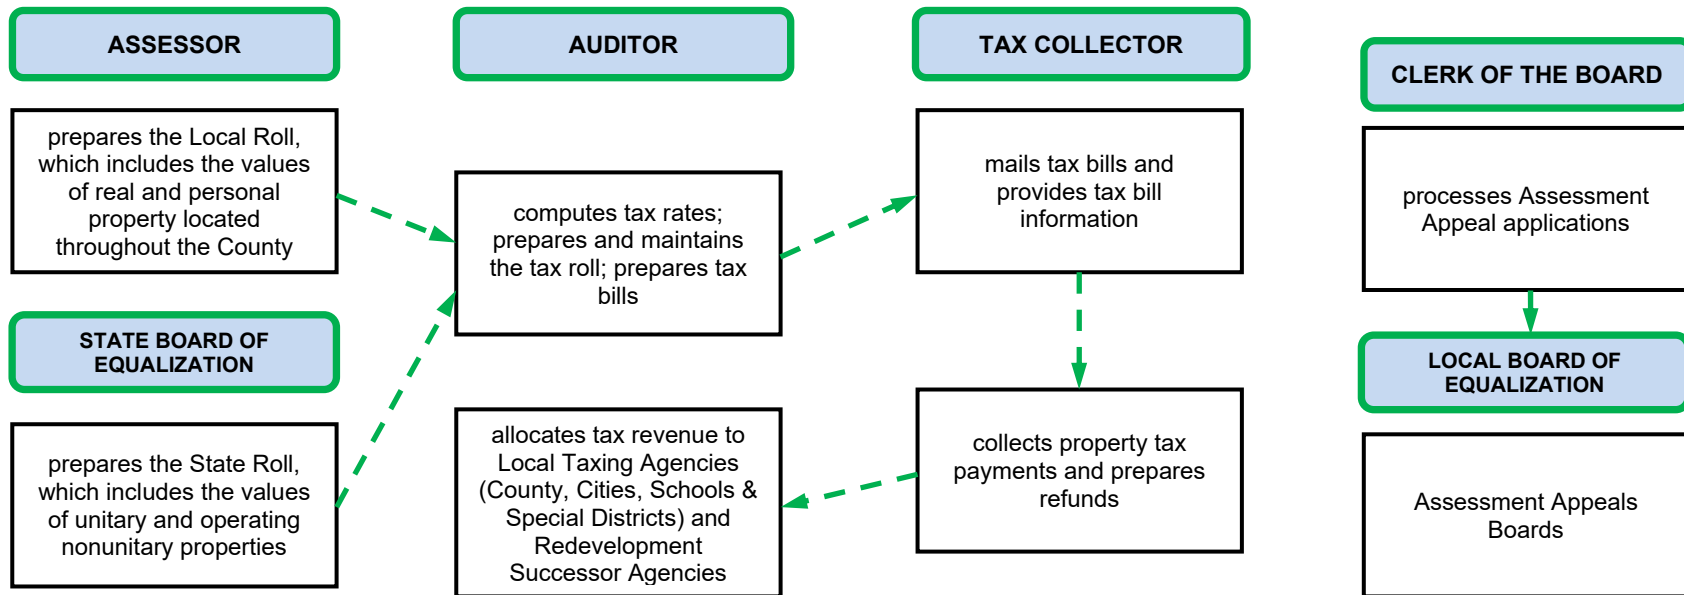 ASSESSOR
prepares the Local Roll,
which includes the values
of real and personal
property located
throughout the County
STATE BOARD OF
EQUALIZATION
prepares the State Roll,
which includes the values
of unitary and operating
nonunitary properties
AUDITOR
computes tax rates;
prepares and maintains
the tax roll; prepares tax
bills
allocates tax revenue to
Local Taxing Agencies
(County, Cities, Schools &
Special Districts) and
Redevelopment
Successor Agencies
TAX COLLECTOR
mails tax bills and
provides tax bill
information
collects property tax
payments and prepares
refunds
CLERK OF THE BOARD
processes Assessment
Appeal applications
LOCAL BOARD OF
EQUALIZATION
Assessment Appeals
Boards